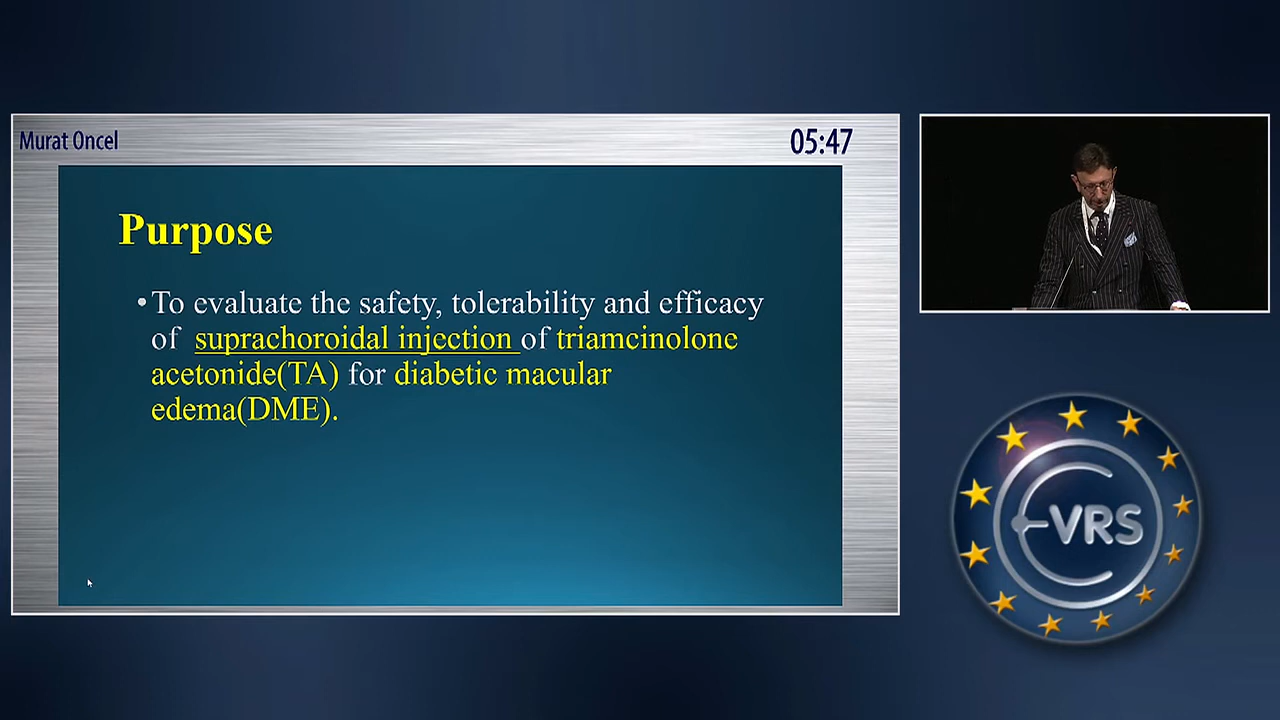 Murat Oncel
05:47
Purpose
•To evaluate the safety, tolerability and efficacy
of suprachoroidal injection of triamcinolone
acetonide(TA) for diabetic macular
edema(DME).
E-VRS